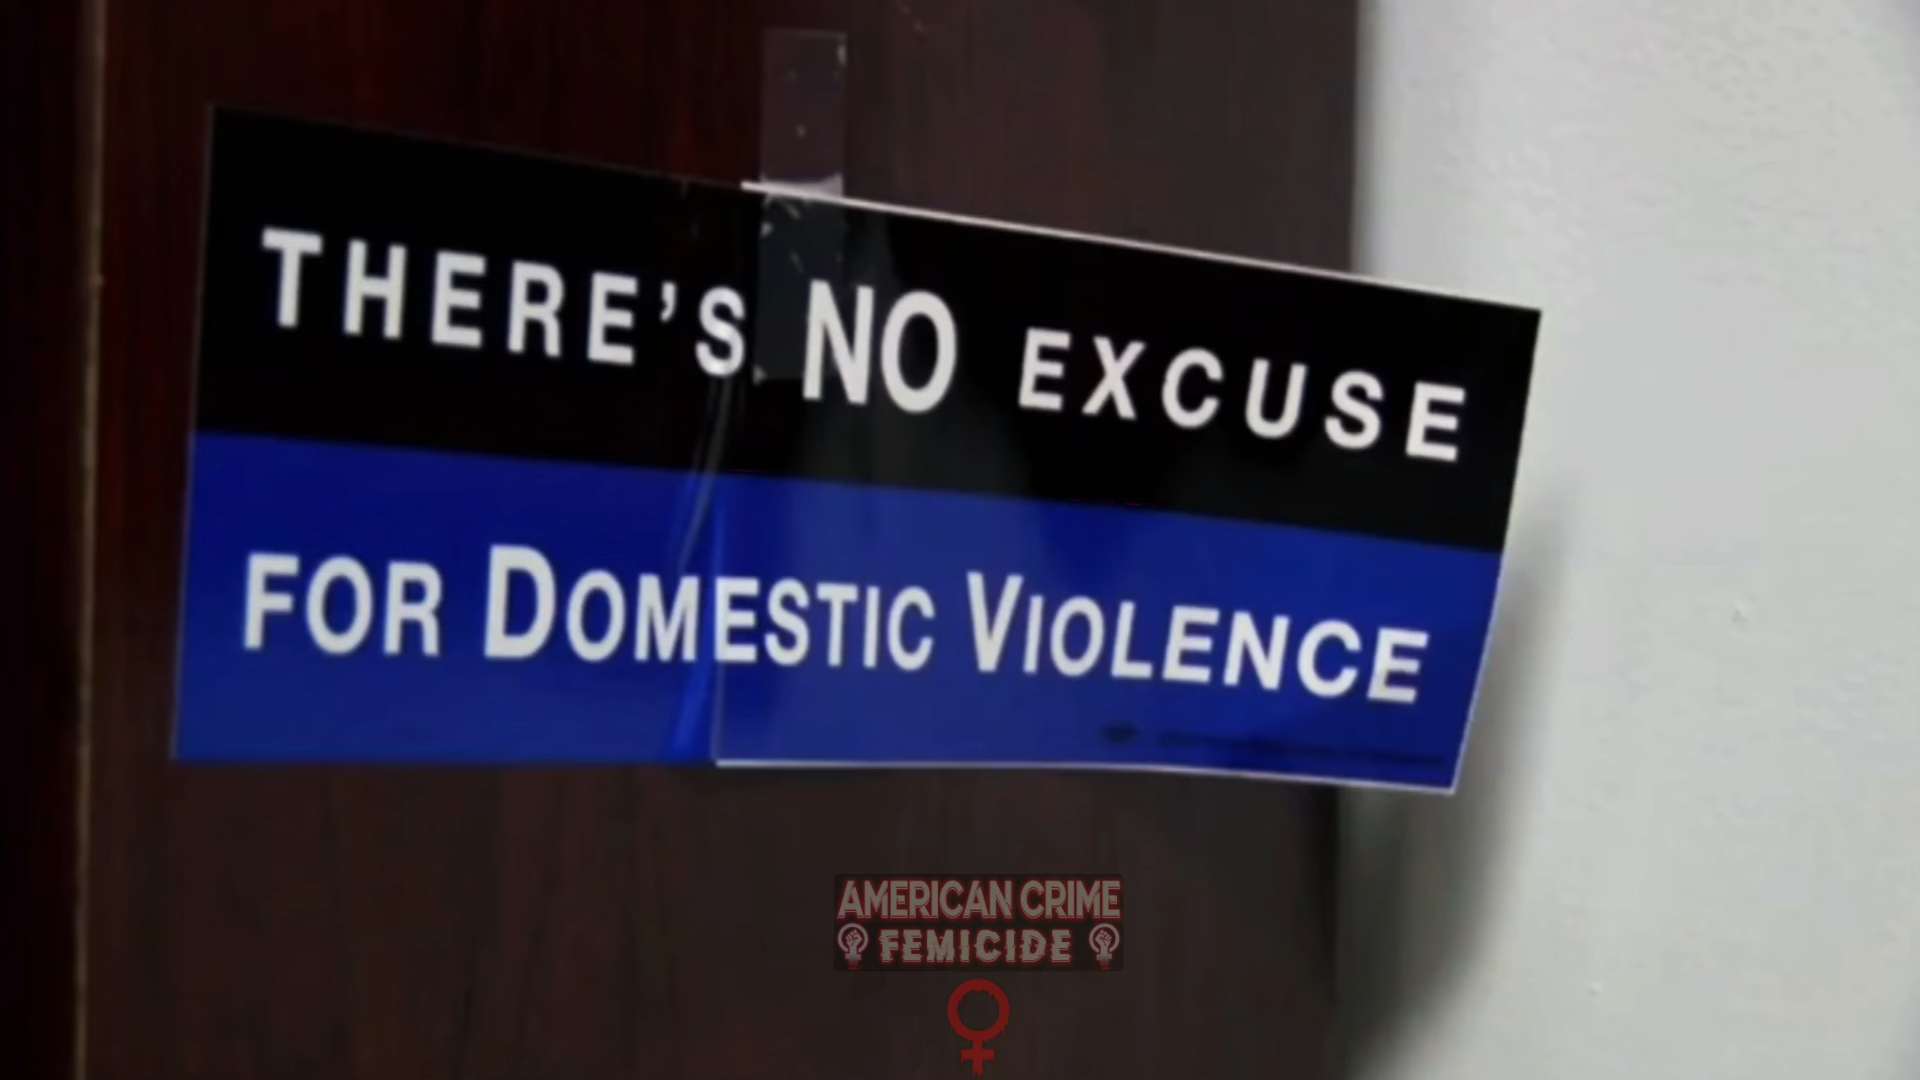 THERE'S NO EXCUSE
FOR DOMESTIC VIOLENCE
AMERICAN CRIME
FEMICIDE